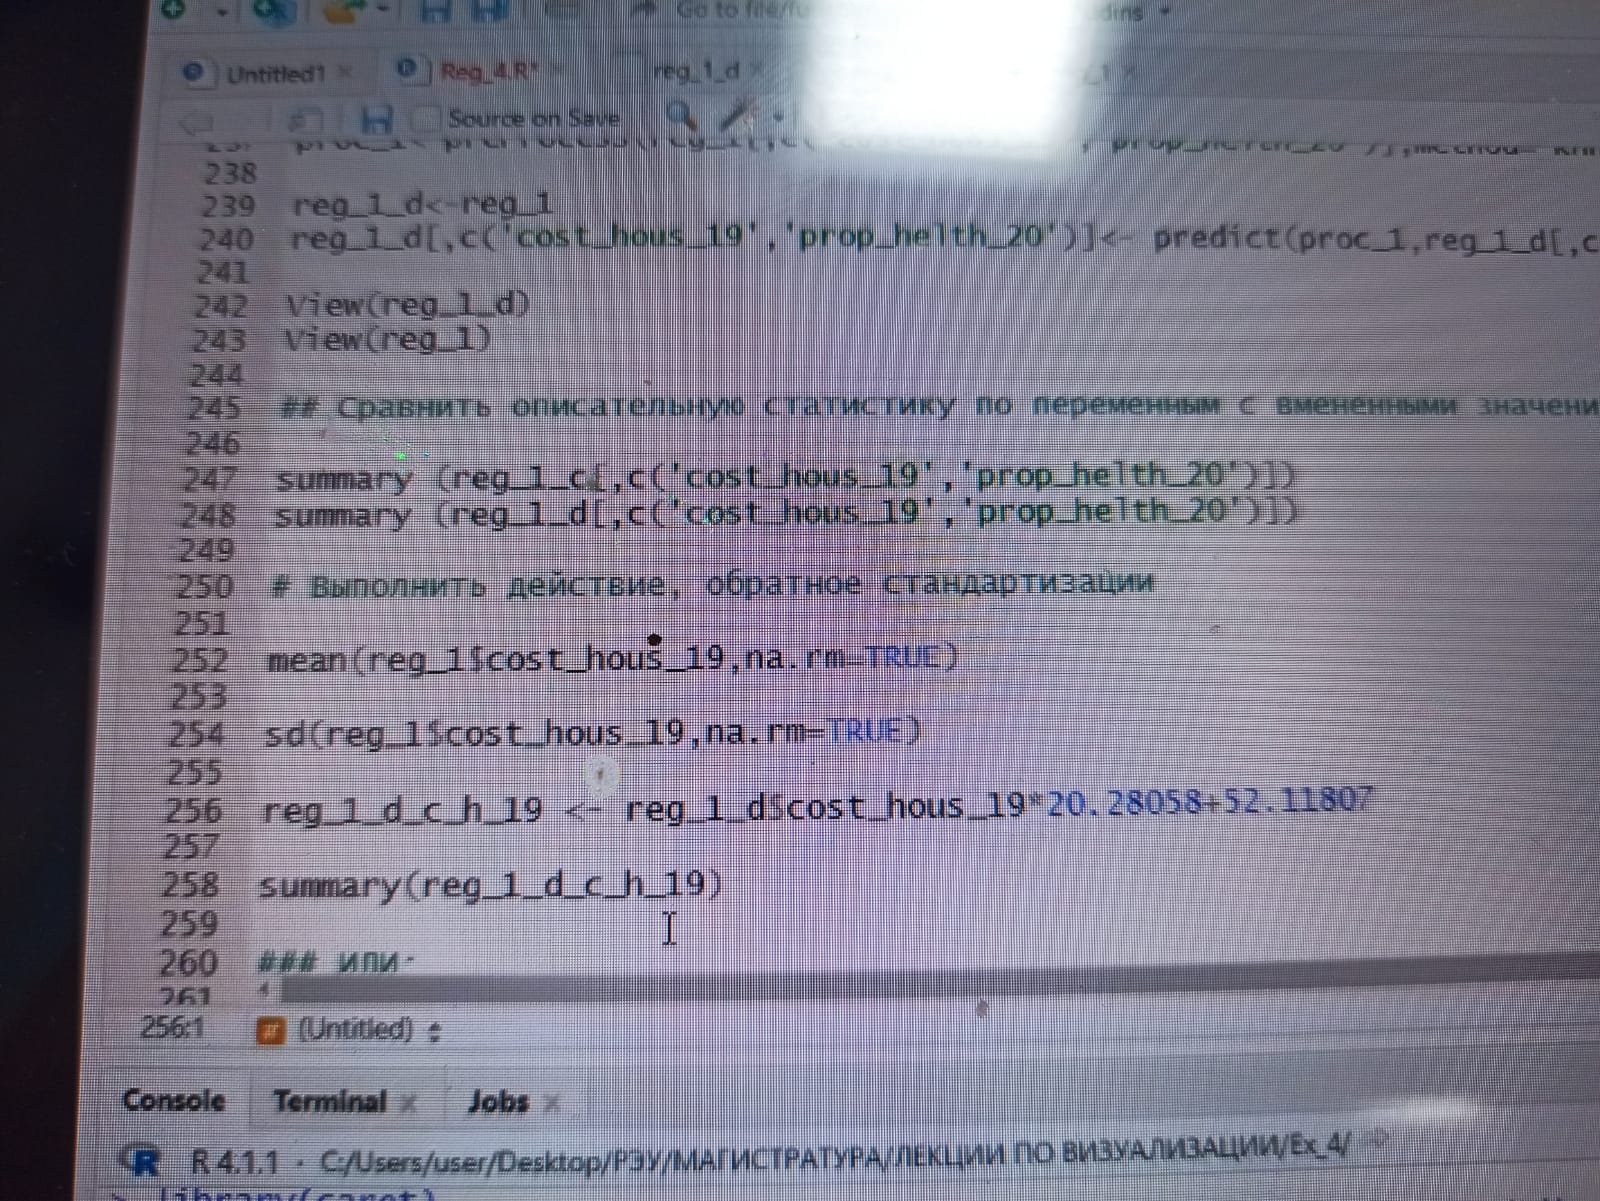 Go to file/fu
dins
Untitled1 × Reg_4.R* × reg_1_d ×
Source on Save
238
239 reg_1_d<-reg_1
240 reg_1_d[,c('cost_hous_19','prop_helth_20')]<- predict(proc_1,reg_1_d[,c
241
242 View(reg_1_d)
243 View(reg_1)
244
245 ## Сравнить описательную статистику по переменным с вмененными значени
246
247 summary (reg_1_c[,c('cost_hous_19','prop_helth_20')])
248 summary (reg_1_d[,c('cost_hous_19','prop_helth_20')])
249
250 # Выполнить действие, обратное стандартизации
251
252 mean(reg_1$cost_hous_19,na.rm=TRUE)
253
254 sd(reg_1$cost_hous_19,na.rm=TRUE)
255
256 reg_1_d_c_h_19 <- reg_1_d$cost_hous_19*20.28058+52.11807
257
258 summary(reg_1_d_c_h_19)
259
260 ### или-
261
256:1 # (Untitled)
Console Terminal × Jobs ×
R R 4.1.1 · C:/Users/user/Desktop/РЭУ/МАГИСТРАТУРА/ЛЕКЦИИ ПО ВИЗУАЛИЗАЦИИ/Ex_4/
> library(caret)